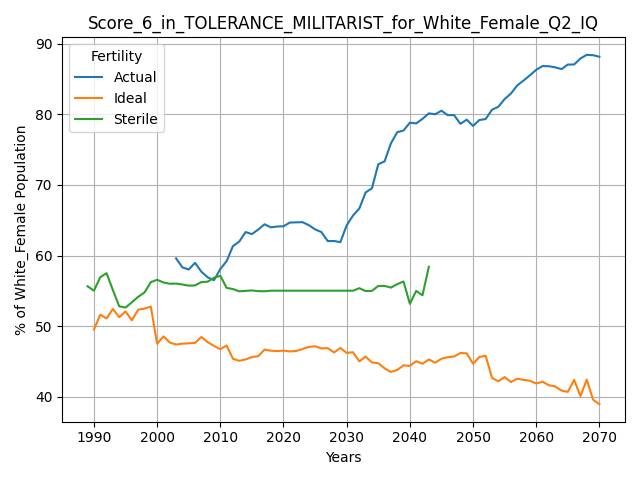 Score_6_in_TOLERANCE_MILITARIST_for_White_Female_Q2_IQ
Fertility
Actual
Ideal
Sterile
% of White_Female Population
90
80
70
60
50
40
1990 2000 2010 2020 2030 2040 2050 2060 2070
Years